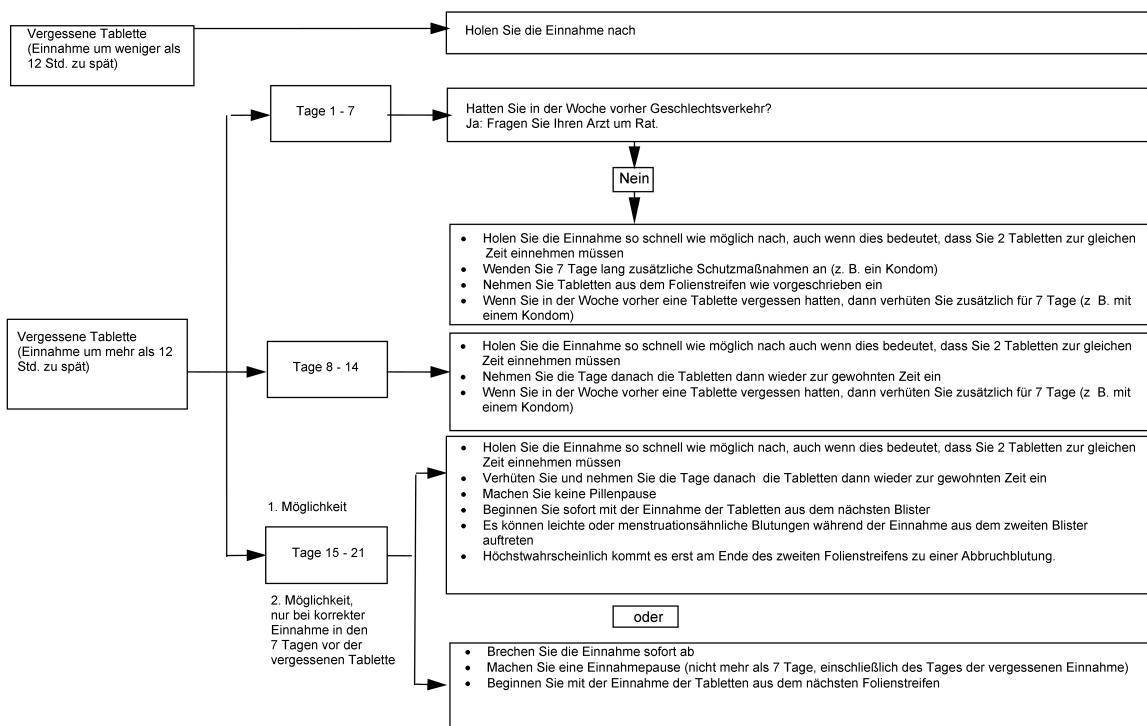 Vergessene Tablette
(Einnahme um weniger als
12 Std. zu spät)
Holen Sie die Einnahme nach
Tage 1 - 7
Hatten Sie in der Woche vorher Geschlechtsverkehr?
Ja: Fragen Sie Ihren Arzt um Rat.
Nein
• Holen Sie die Einnahme so schnell wie möglich nach, auch wenn dies bedeutet, dass Sie 2 Tabletten zur gleichen
Zeit einnehmen müssen
• Wenden Sie 7 Tage lang zusätzliche Schutzmaßnahmen an (z. B. ein Kondom)
• Nehmen Sie Tabletten aus dem Folienstreifen wie vorgeschrieben ein
• Wenn Sie in der Woche vorher eine Tablette vergessen hatten, dann verhüten Sie zusätzlich für 7 Tage (z B. mit
einem Kondom)
Vergessene Tablette
(Einnahme um mehr als 12
Std. zu spät)
Tage 8 - 14
• Holen Sie die Einnahme so schnell wie möglich nach auch wenn dies bedeutet, dass Sie 2 Tabletten zur gleichen
Zeit einnehmen müssen
• Nehmen Sie die Tage danach die Tabletten dann wieder zur gewohnten Zeit ein
• Wenn Sie in der Woche vorher eine Tablette vergessen hatten, dann verhüten Sie zusätzlich für 7 Tage (z B. mit
einem Kondom)
1. Möglichkeit
Tage 15 - 21
2. Möglichkeit,
nur bei korrekter
Einnahme in den
7 Tagen vor der
vergessenen Tablette
• Holen Sie die Einnahme so schnell wie möglich nach, auch wenn dies bedeutet, dass Sie 2 Tabletten zur gleichen
Zeit einnehmen müssen
• Verhüten Sie und nehmen Sie die Tage danach die Tabletten dann wieder zur gewohnten Zeit ein
• Machen Sie keine Pillenpause
• Beginnen Sie sofort mit der Einnahme der Tabletten aus dem nächsten Blister
• Es können leichte oder menstruationsähnliche Blutungen während der Einnahme aus dem zweiten Blister
auftreten
• Höchstwahrscheinlich kommt es erst am Ende des zweiten Folienstreifens zu einer Abbruchblutung.
oder
• Brechen Sie die Einnahme sofort ab
• Machen Sie eine Einnahmepause (nicht mehr als 7 Tage, einschließlich des Tages der vergessenen Einnahme)
• Beginnen Sie mit der Einnahme der Tabletten aus dem nächsten Folienstreifen